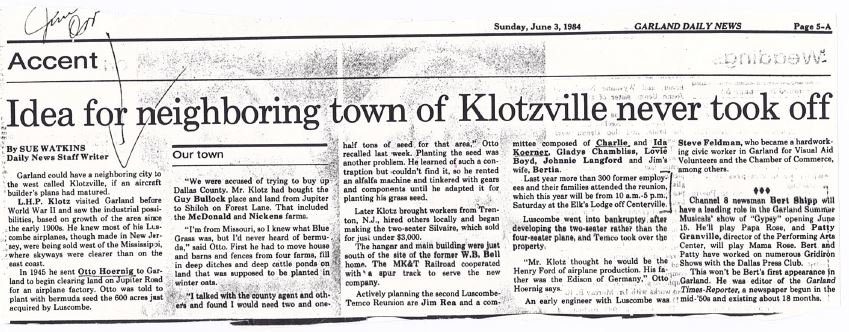 Jim
Orr
Sunday, June 3, 1984 GARLAND DAILY NEWS Page 5-A
Accent
Idea for neighboring town of Klotzville never took off
By SUE WATKINS
Daily News Staff Writer
Garland could have a neighboring city to
the west called Klotzville, if an aircraft
builder's plans had matured.
L.H.P. Klotz visited Garland before
World War II and saw the industrial possi-
bilities, based on growth of the area since
the early 1900s. He knew most of his Lus-
combe airplanes, though made in New Jer-
sey, were being sold west of the Mississippi,
where skyways were clearer than on the
east coast.
In 1945 he sent Otto Hoernig to Gar-
land to begin clearing land on Jupiter Road
for an airplane factory. Otto was told to
plant with bermuda seed the 600 acres just
acquired by Luscombe.
Our town
"We were accused of trying to buy up
Dallas County. Mr. Klotz had bought the
Guy Bullock place and land from Jupiter
to Shiloh on Forest Lane. That included
the McDonald and Nickens farms.
"I'm from Missouri, so I knew what Blue
Grass was, but I'd never heard of bermu-
da," said Otto. First he had to move house
and barns and fences from four farms, fill
in deep ditches and deep cattle ponds on
land that was supposed to be planted in
winter oats.
"I talked with the county agent and oth-
ers and found I would need two and one-
half tons of seed for that area," Otto
recalled last week. Planting the seed was
another problem. He learned of such a con-
traption but couldn't find it, so he rented
an alfalfa machine and tinkered with gears
and components until he adapted it for
planting his grass seed.
Later Klotz brought workers from Tren-
ton, N.J., hired others locally and began
making the two-seater Silvaire, which sold
for just under $3,000.
The hangar and main building were just
south of the site of the former W.B. Bell
home. The MK&T Railroad cooperated
with a spur track to serve the new
company.
Actively planning the second Luscombe-
Temco Reunion are Jim Rea and a com-
mittee composed of Charlie and Ida
Koerner, Gladys Chambliss, Lovie
Boyd, Johnnie Langford and Jim's
wife, Bertia.
Last year more than 300 former employ-
ees and their families attended the reunion,
which this year will be from 10 a.m.-5 p.m.
Saturday at the Elk's Lodge off Centerville.
Luscombe went into bankruptcy after
developing the two-seater rather than the
four-seater plane, and Temco took over the
property.
"Mr. Klotz thought he would be the
Henry Ford of airplane production. His fa-
ther was the Edison of Germany," Otto
Hoernig says.
An early engineer with Luscombe was
Steve Feldman, who became a hardwork-
ing civic worker in Garland for Visual Aid
Volunteers and the Chamber of Commerce,
among others.
♦♦♦
Channel 8 newsman Bert Shipp will
have a leading role in the Garland Summer
Musicals' show of "Gypsy" opening June
15. He'll play Papa Rose, and Patty
Granville, director of the Performing Arts
Center, will play Mama Rose. Bert and
Patty have worked on numerous Gridiron
Shows with the Dallas Press Club.
This won't be Bert's first appearance in
Garland. He was editor of the Garland
Times-Reporter, a newspaper begun in the
mid-'50s and existing about 18 months.